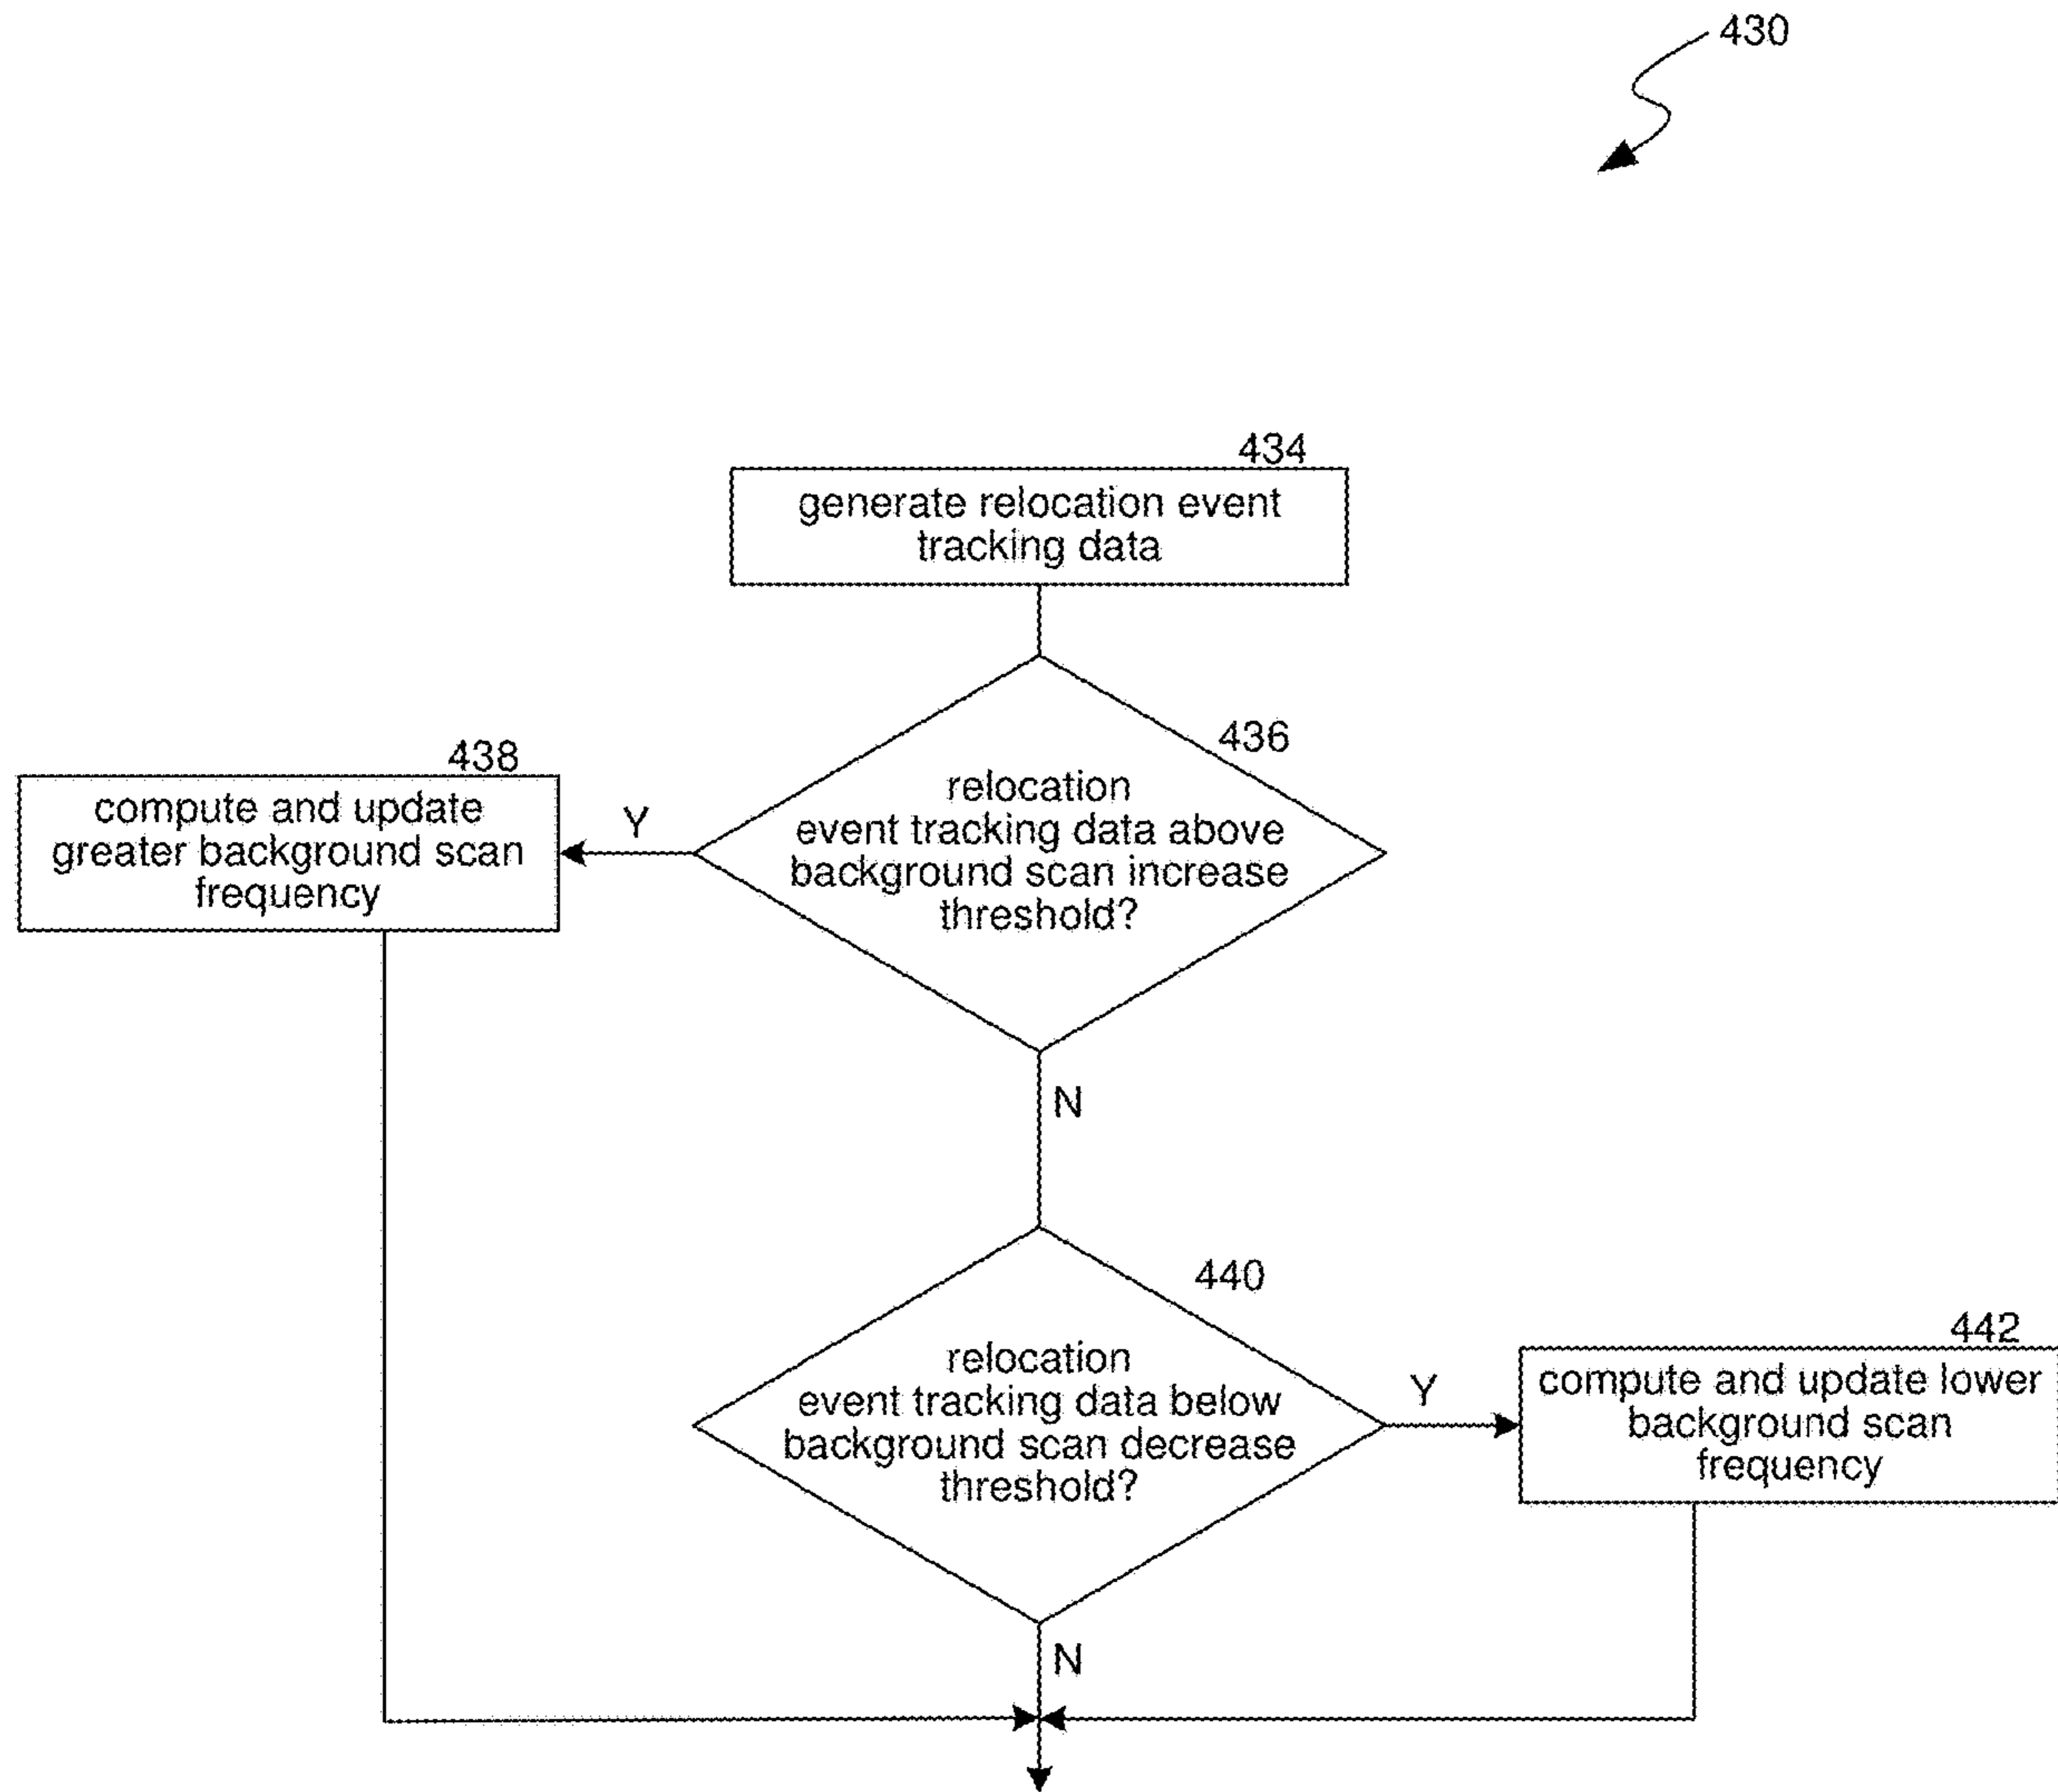 430
434
generate relocation event
tracking data
436
relocation
event tracking data above
background scan increase
threshold?
Y
438
compute and update
greater background scan
frequency
N
440
relocation
event tracking data below
background scan decrease
threshold?
Y
442
compute and update lower
background scan
frequency
N